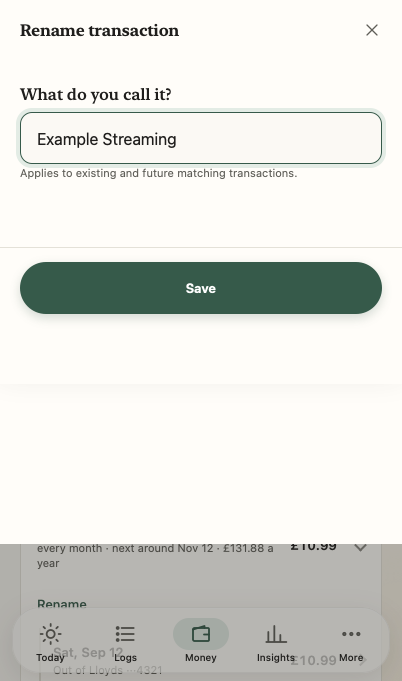 Rename transaction
What do you call it?
Example Streaming
Applies to existing and future matching transactions.
Save
every month · next around Nov 12 · £131.88 a
year
£10.99
Rename
Sat, Sep 12
Out of Lloyds ···4321
£10.99
Today
Logs
Money
Insights
More